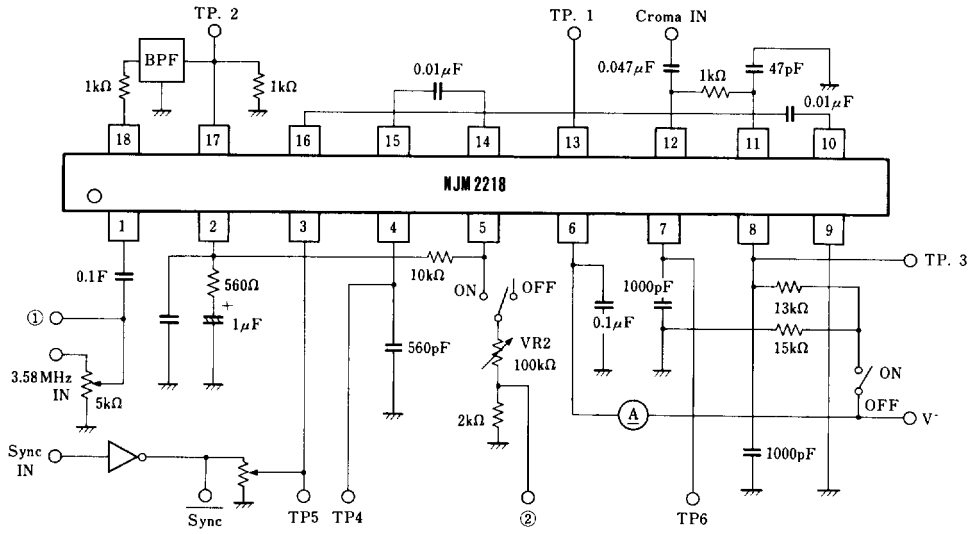 TP. 2
TP. 1
Croma IN
BPF
1kΩ
1kΩ
0.01μF
0.047μF
1kΩ
47pF
0.01μF
18
17
16
15
14
13
12
11
10
NJM2218
1
2
3
4
5
6
7
8
9
0.1F
560Ω
+
1μF
10kΩ
ON
OFF
0.1μF
1000pF
TP. 3
13kΩ
15kΩ
①
560pF
VR2
100kΩ
3.58MHz
IN
5kΩ
2kΩ
A
ON
OFF
V-
Sync
IN
1000pF
Sync
TP5
TP4
②
TP6